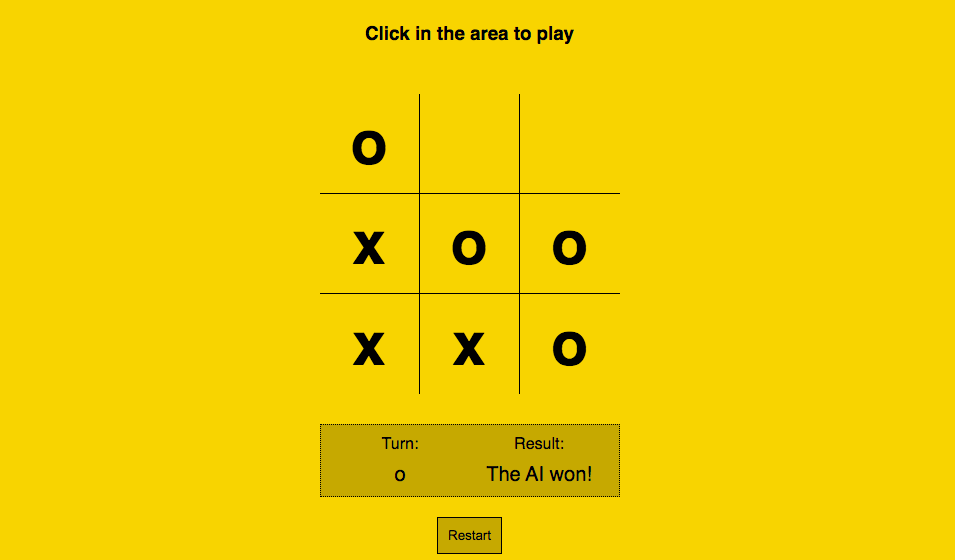 Click in the area to play
o
x o o
x x o
Turn: Result:
o The AI won!
Restart